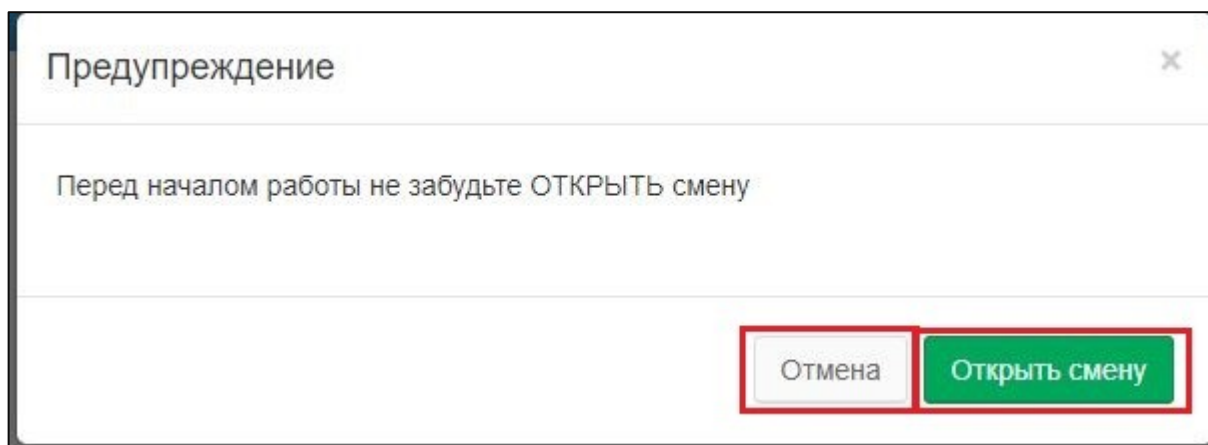 Предупреждение
Перед началом работы не забудьте ОТКРЫТЬ смену
Отмена
Открыть смену